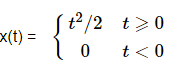 x(t) = { t²/2  t ⩾ 0
0  t < 0